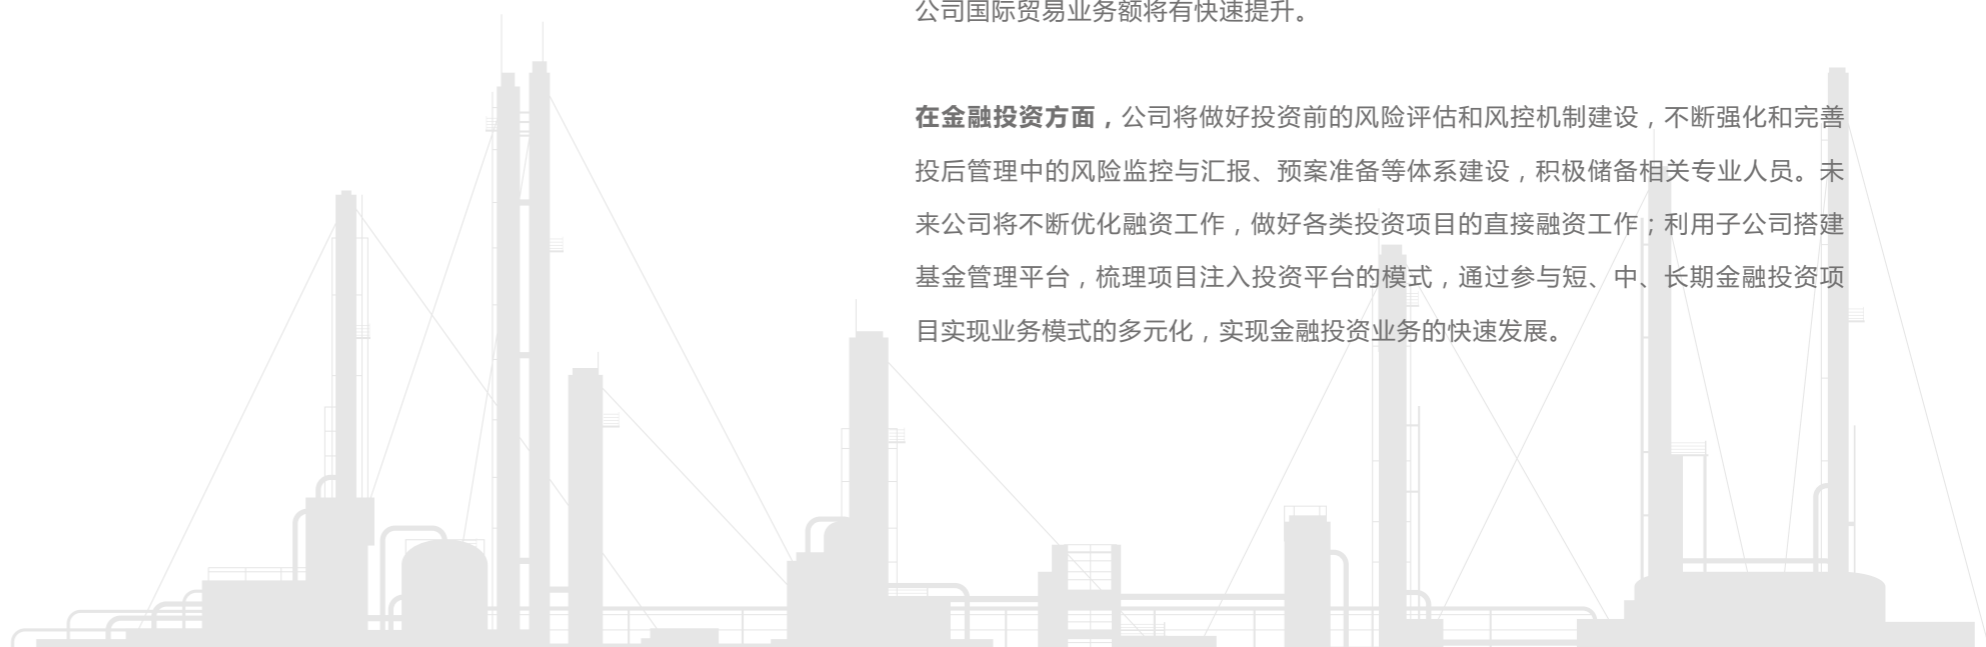 公司国际贸易业务额将有快速提升。
在金融投资方面，公司将做好投资前的风险评估和风控机制建设，不断强化和完善
投后管理中的风险监控与汇报、预案准备等体系建设，积极储备相关专业人员。未
来公司将不断优化融资工作，做好各类投资项目的直接融资工作；利用子公司搭建
基金管理平台，梳理项目注入投资平台的模式，通过参与短、中、长期金融投资项
目实现业务模式的多元化，实现金融投资业务的快速发展。